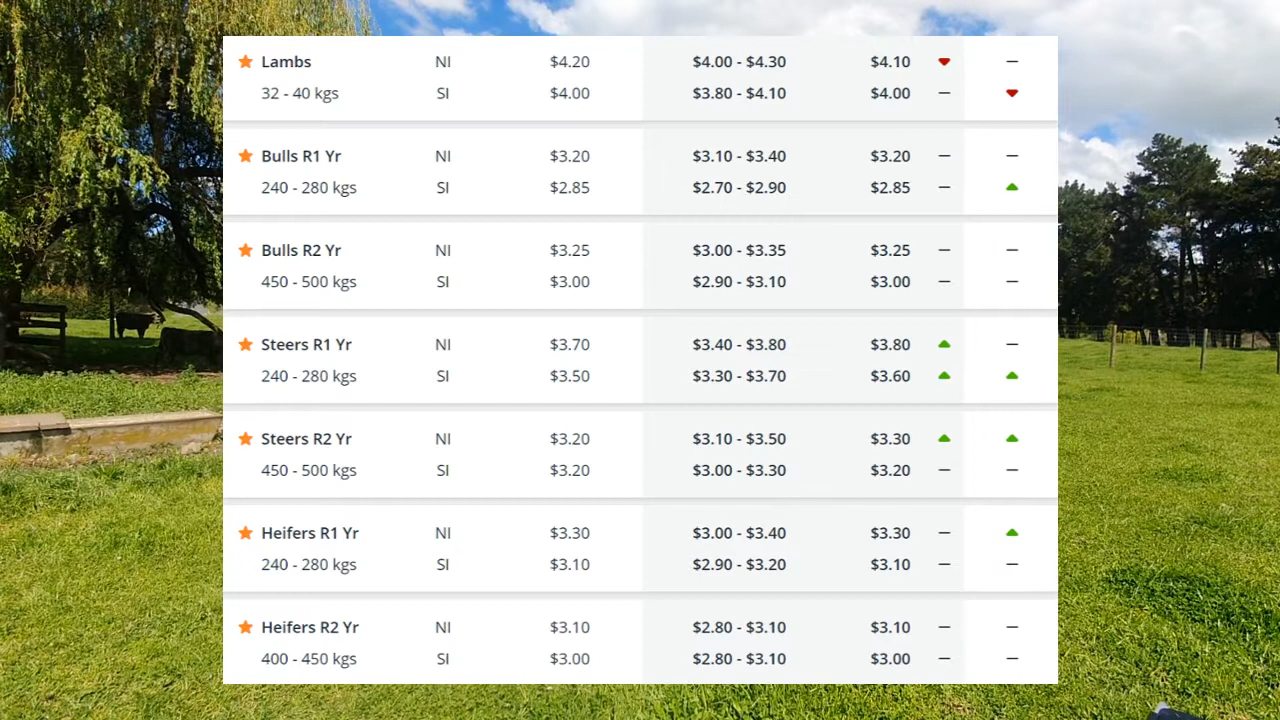 Lambs NI $4.20 $4.00 - $4.30 $4.10 —
32 - 40 kgs SI $4.00 $3.80 - $4.10 $4.00 —
Bulls R1 Yr NI $3.20 $3.10 - $3.40 $3.20 — —
240 - 280 kgs SI $2.85 $2.70 - $2.90 $2.85 —
Bulls R2 Yr NI $3.25 $3.00 - $3.35 $3.25 — —
450 - 500 kgs SI $3.00 $2.90 - $3.10 $3.00 — —
Steers R1 Yr NI $3.70 $3.40 - $3.80 $3.80 —
240 - 280 kgs SI $3.50 $3.30 - $3.70 $3.60
Steers R2 Yr NI $3.20 $3.10 - $3.50 $3.30
450 - 500 kgs SI $3.20 $3.00 - $3.30 $3.20 — —
Heifers R1 Yr NI $3.30 $3.00 - $3.40 $3.30 —
240 - 280 kgs SI $3.10 $2.90 - $3.20 $3.10 — —
Heifers R2 Yr NI $3.10 $2.80 - $3.10 $3.10 — —
400 - 450 kgs SI $3.00 $2.80 - $3.10 $3.00 — —